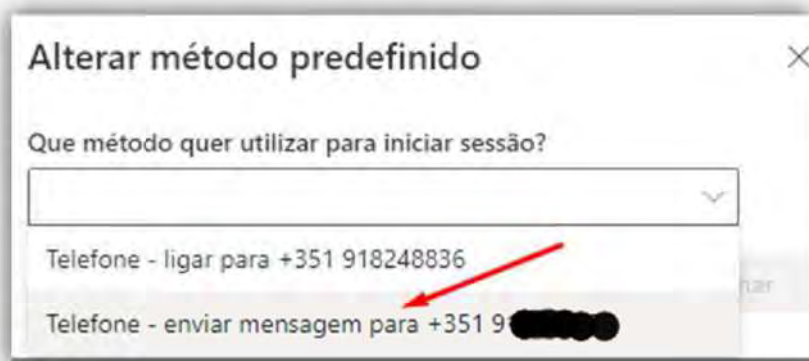 Alterar método predefinido
Que método quer utilizar para iniciar sessão?
Telefone - ligar para +351 918248836
Telefone - enviar mensagem para +351 9